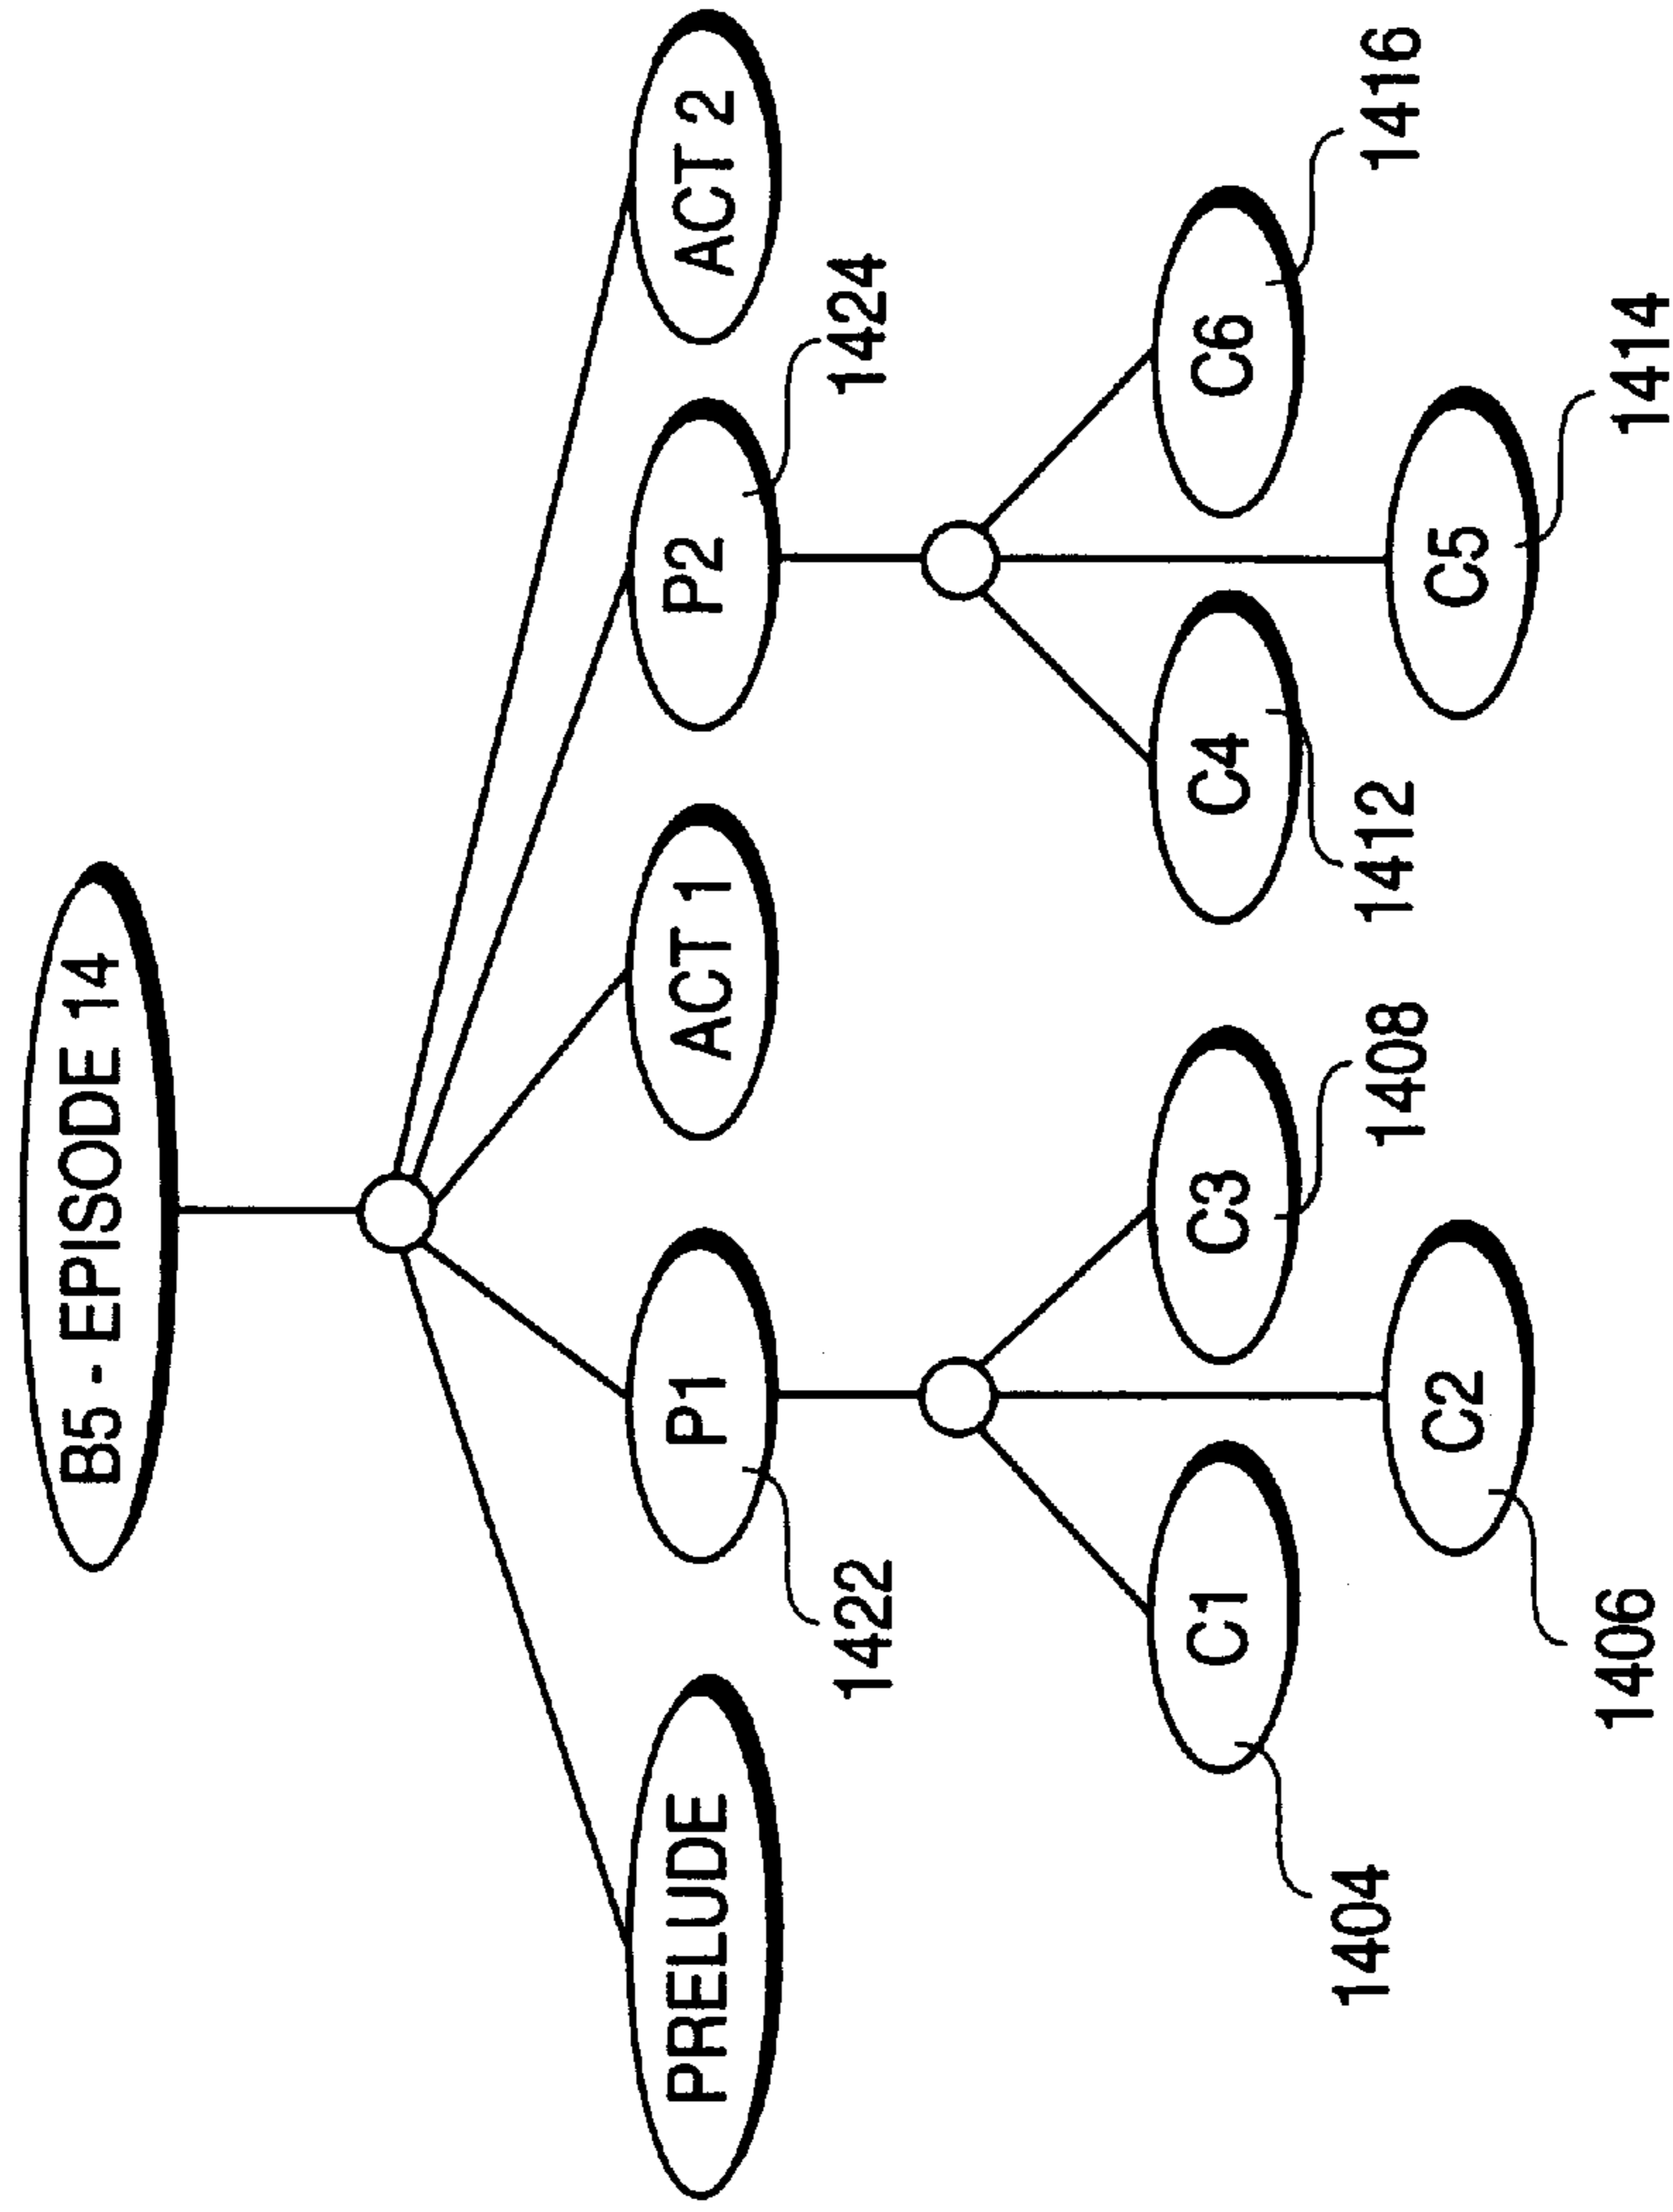 B5 - EPISODE 14
PRELUDE
P1
ACT 1
P2
ACT 2
1422
1424
C1
C3
C4
C6
1404
1408
1412
1416
C2
C5
1406
1414